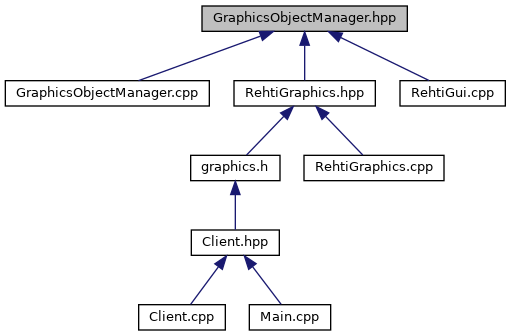 GraphicsObjectManager.hpp
GraphicsObjectManager.cpp
RehtiGraphics.hpp
RehtiGui.cpp
graphics.h
RehtiGraphics.cpp
Client.hpp
Client.cpp
Main.cpp